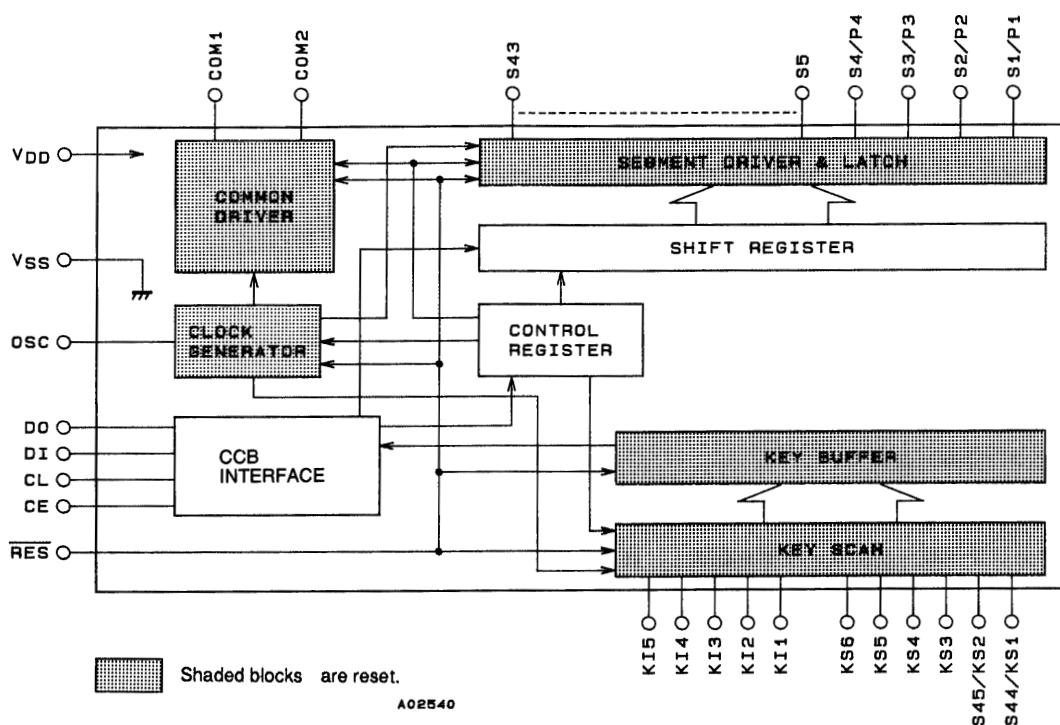 COM1
COM2
S43
S5
S4/P4
S3/P3
S2/P2
S1/P1
VDD
COMMON
DRIVER
SEGMENT DRIVER & LATCH
SHIFT REGISTER
VSS
OSC
CLOCK
GENERATOR
CONTROL
REGISTER
DO
DI
CL
CE
CCB
INTERFACE
KEY BUFFER
RES
KEY SCAN
KI5
KI4
KI3
KI2
KI1
KS6
KS5
KS4
KS3
S45/KS2
S44/KS1
Shaded blocks are reset.
A02540